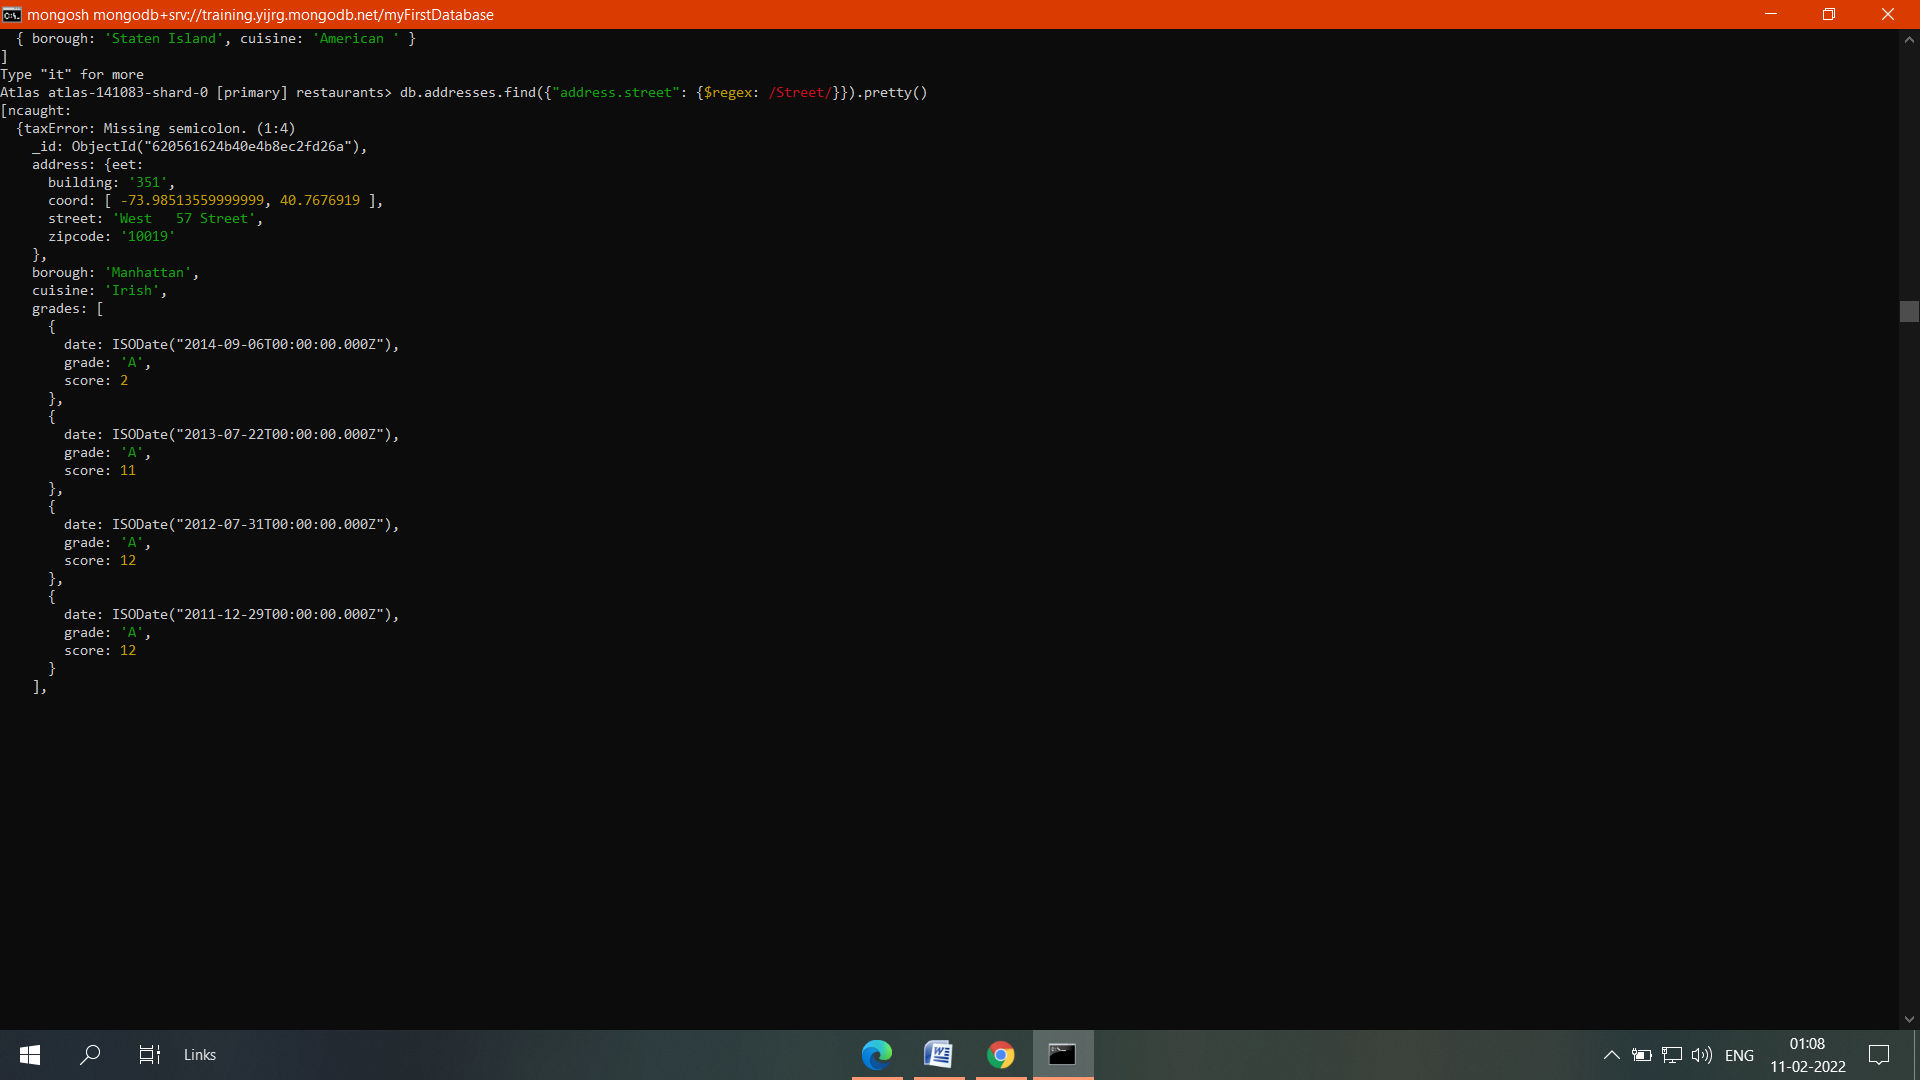 mongosh mongodb+srv://training.yijrg.mongodb.net/myFirstDatabase
  { borough: 'Staten Island', cuisine: 'American ' }
]
Type "it" for more
Atlas atlas-141083-shard-0 [primary] restaurants> db.addresses.find({"address.street": {$regex: /Street/}}).pretty()
[ncaught:
  {taxError: Missing semicolon. (1:4)
    _id: ObjectId("620561624b40e4b8ec2fd26a"),
    address: {eet:
      building: '351',
      coord: [ -73.98513559999999, 40.7676919 ],
      street: 'West   57 Street',
      zipcode: '10019'
    },
    borough: 'Manhattan',
    cuisine: 'Irish',
    grades: [
      {
        date: ISODate("2014-09-06T00:00:00.000Z"),
        grade: 'A',
        score: 2
      },
      {
        date: ISODate("2013-07-22T00:00:00.000Z"),
        grade: 'A',
        score: 11
      },
      {
        date: ISODate("2012-07-31T00:00:00.000Z"),
        grade: 'A',
        score: 12
      },
      {
        date: ISODate("2011-12-29T00:00:00.000Z"),
        grade: 'A',
        score: 12
      }
    ],
Links
ENG
01:08
11-02-2022